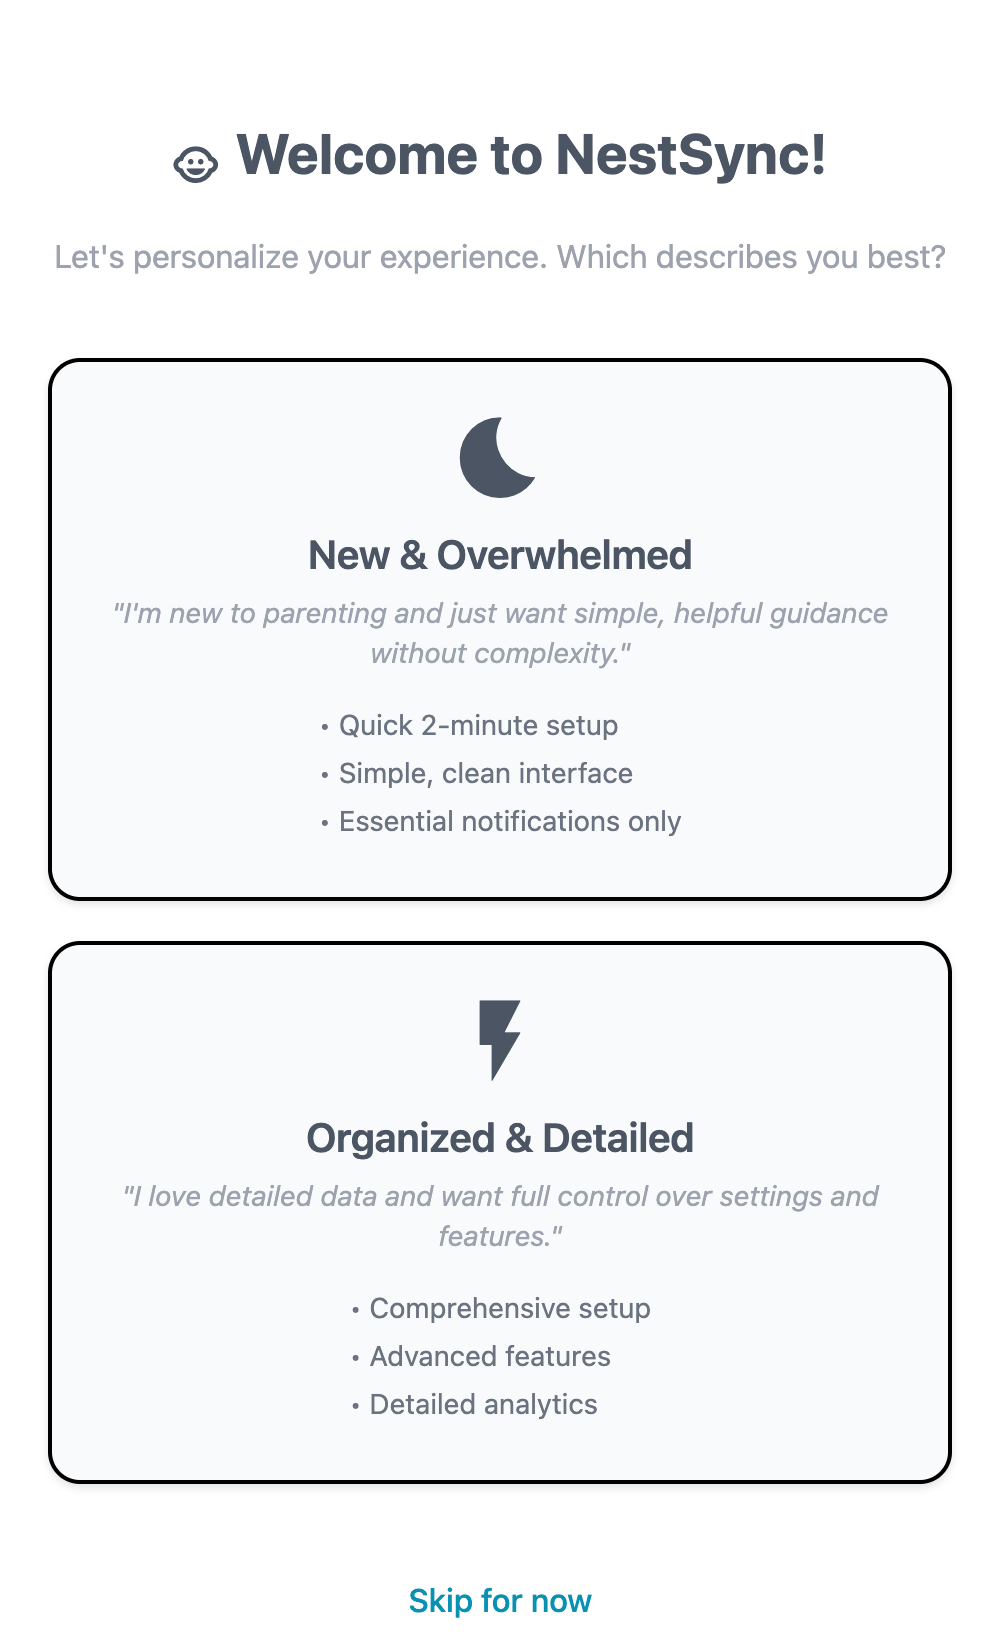 Welcome to NestSync!
Let's personalize your experience. Which describes you best?
New & Overwhelmed
"I'm new to parenting and just want simple, helpful guidance
without complexity."
• Quick 2-minute setup
• Simple, clean interface
• Essential notifications only
Organized & Detailed
"I love detailed data and want full control over settings and
features."
• Comprehensive setup
• Advanced features
• Detailed analytics
Skip for now